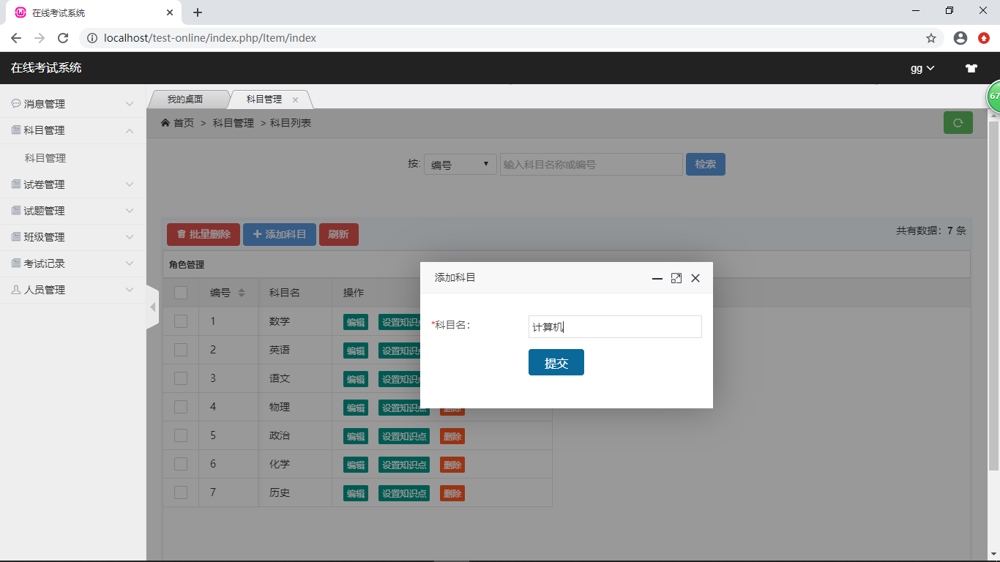 在线考试系统
localhost/test-online/index.php/Item/index
在线考试系统
gg
67
消息管理
科目管理
科目管理
试卷管理
试题管理
班级管理
考试记录
人员管理
我的桌面
科目管理
首页 > 科目管理 > 科目列表
按: 编号 输入科目名称或编号 检索
批量删除 添加科目 刷新
共有数据：7 条
角色管理
编号 科目名 操作
1 数学 编辑 设置知识
2 英语 编辑 设置知识
3 语文 编辑 设置知识
4 物理 编辑 设置知识点 删除
5 政治 编辑 设置知识点 删除
6 化学 编辑 设置知识点 删除
7 历史 编辑 设置知识点 删除
添加科目
*科目名：
计算机
提交